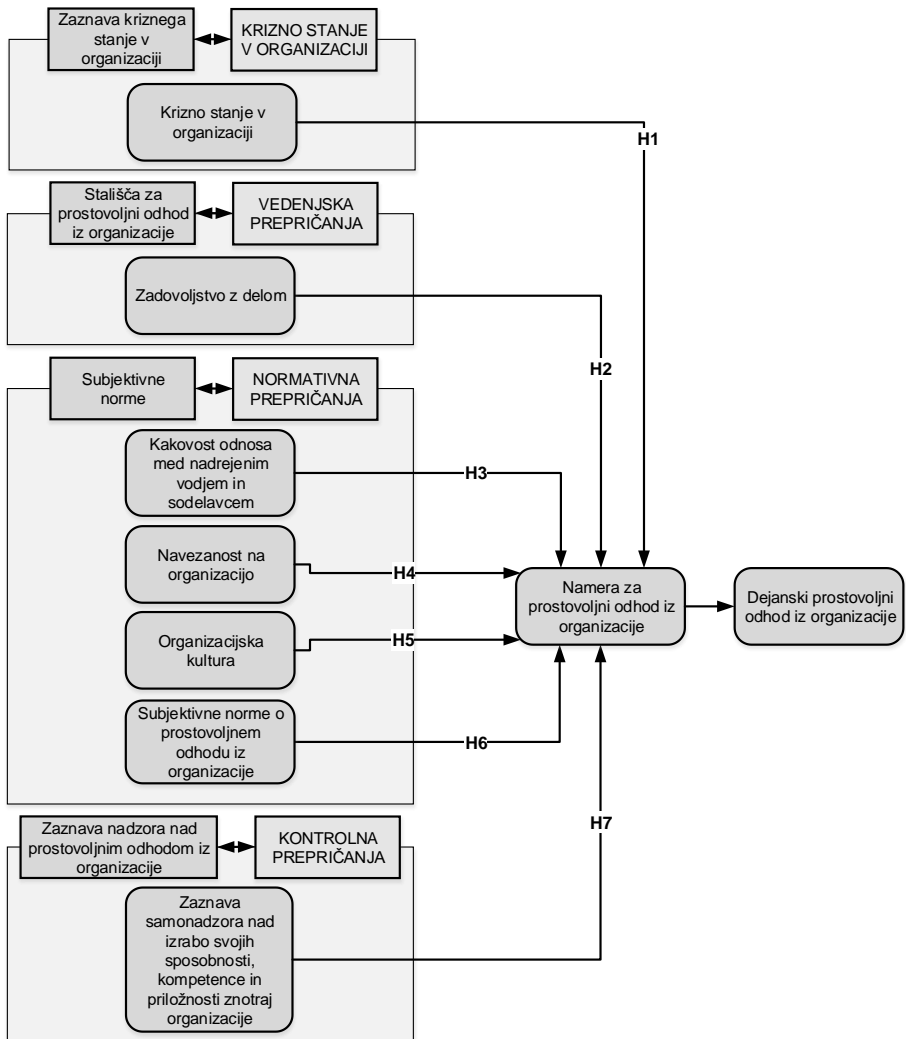 Zaznava kriznega
stanje v
organizaciji
KRIZNO STANJE
V ORGANIZACIJI
Krizno stanje v
organizaciji
H1
Stališča za
prostovoljni odhod
iz organizacije
VEDENJSKA
PREPRIČANJA
Zadovoljstvo z delom
H2
Subjektivne
norme
NORMATIVNA
PREPRIČANJA
Kakovost odnosa
med nadrejenim
vodjem in
sodelavcem
H3
Navezanost na
organizacijo
H4
Organizacijska
kultura
H5
Subjektivne norme o
prostovoljnem
odhodu iz
organizacije
H6
Namera za
prostovoljni odhod iz
organizacije
Dejanski prostovoljni
odhod iz organizacije
Zaznava nadzora nad
prostovoljnim odhodom iz
organizacije
KONTROLNA
PREPRIČANJA
H7
Zaznava
samonadzora nad
izrabo svojih
sposobnosti,
kompetence in
priložnosti znotraj
organizacije